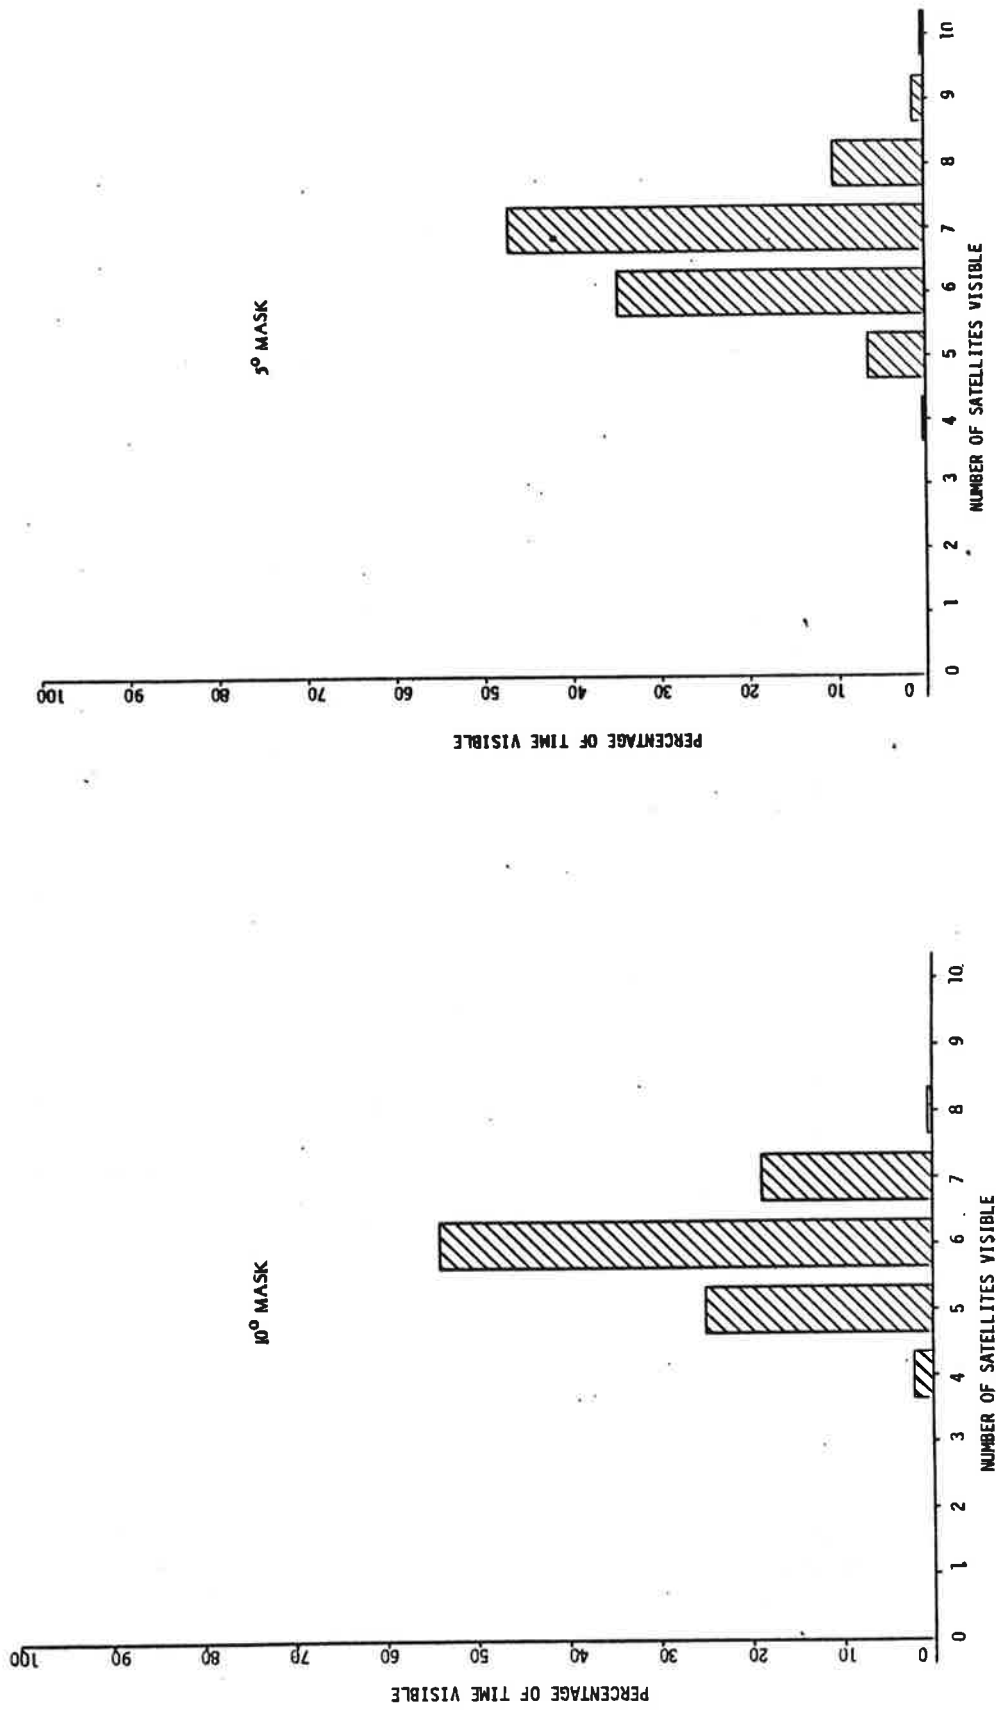 10° MASK
PERCENTAGE OF TIME VISIBLE
100
90
80
70
60
50
40
30
20
10
0
0 1 2 3 4 5 6 7 8 9 10
NUMBER OF SATELLITES VISIBLE
5° MASK
PERCENTAGE OF TIME VISIBLE
100
90
80
70
60
50
40
30
20
10
0
0 1 2 3 4 5 6 7 8 9 10
NUMBER OF SATELLITES VISIBLE